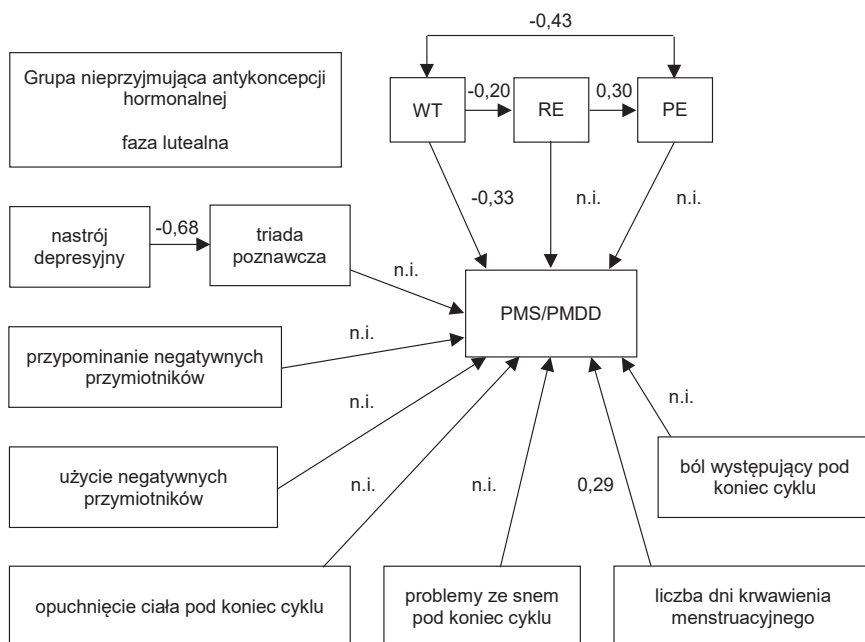 -0,43
Grupa nieprzyjmująca antykoncepcji
hormonalnej
faza lutealna
WT
-0,20
RE
0,30
PE
-0,33
n.i.
n.i.
nastrój
depresyjny
-0,68
triada
poznawcza
n.i.
PMS/PMDD
przypominanie negatywnych
przymiotników
n.i.
n.i.
n.i.
użycie negatywnych
przymiotników
n.i.
n.i.
0,29
ból występujący pod
koniec cyklu
opuchnięcie ciała pod koniec cyklu
problemy ze snem
pod koniec cyklu
liczba dni krwawienia
menstruacyjnego